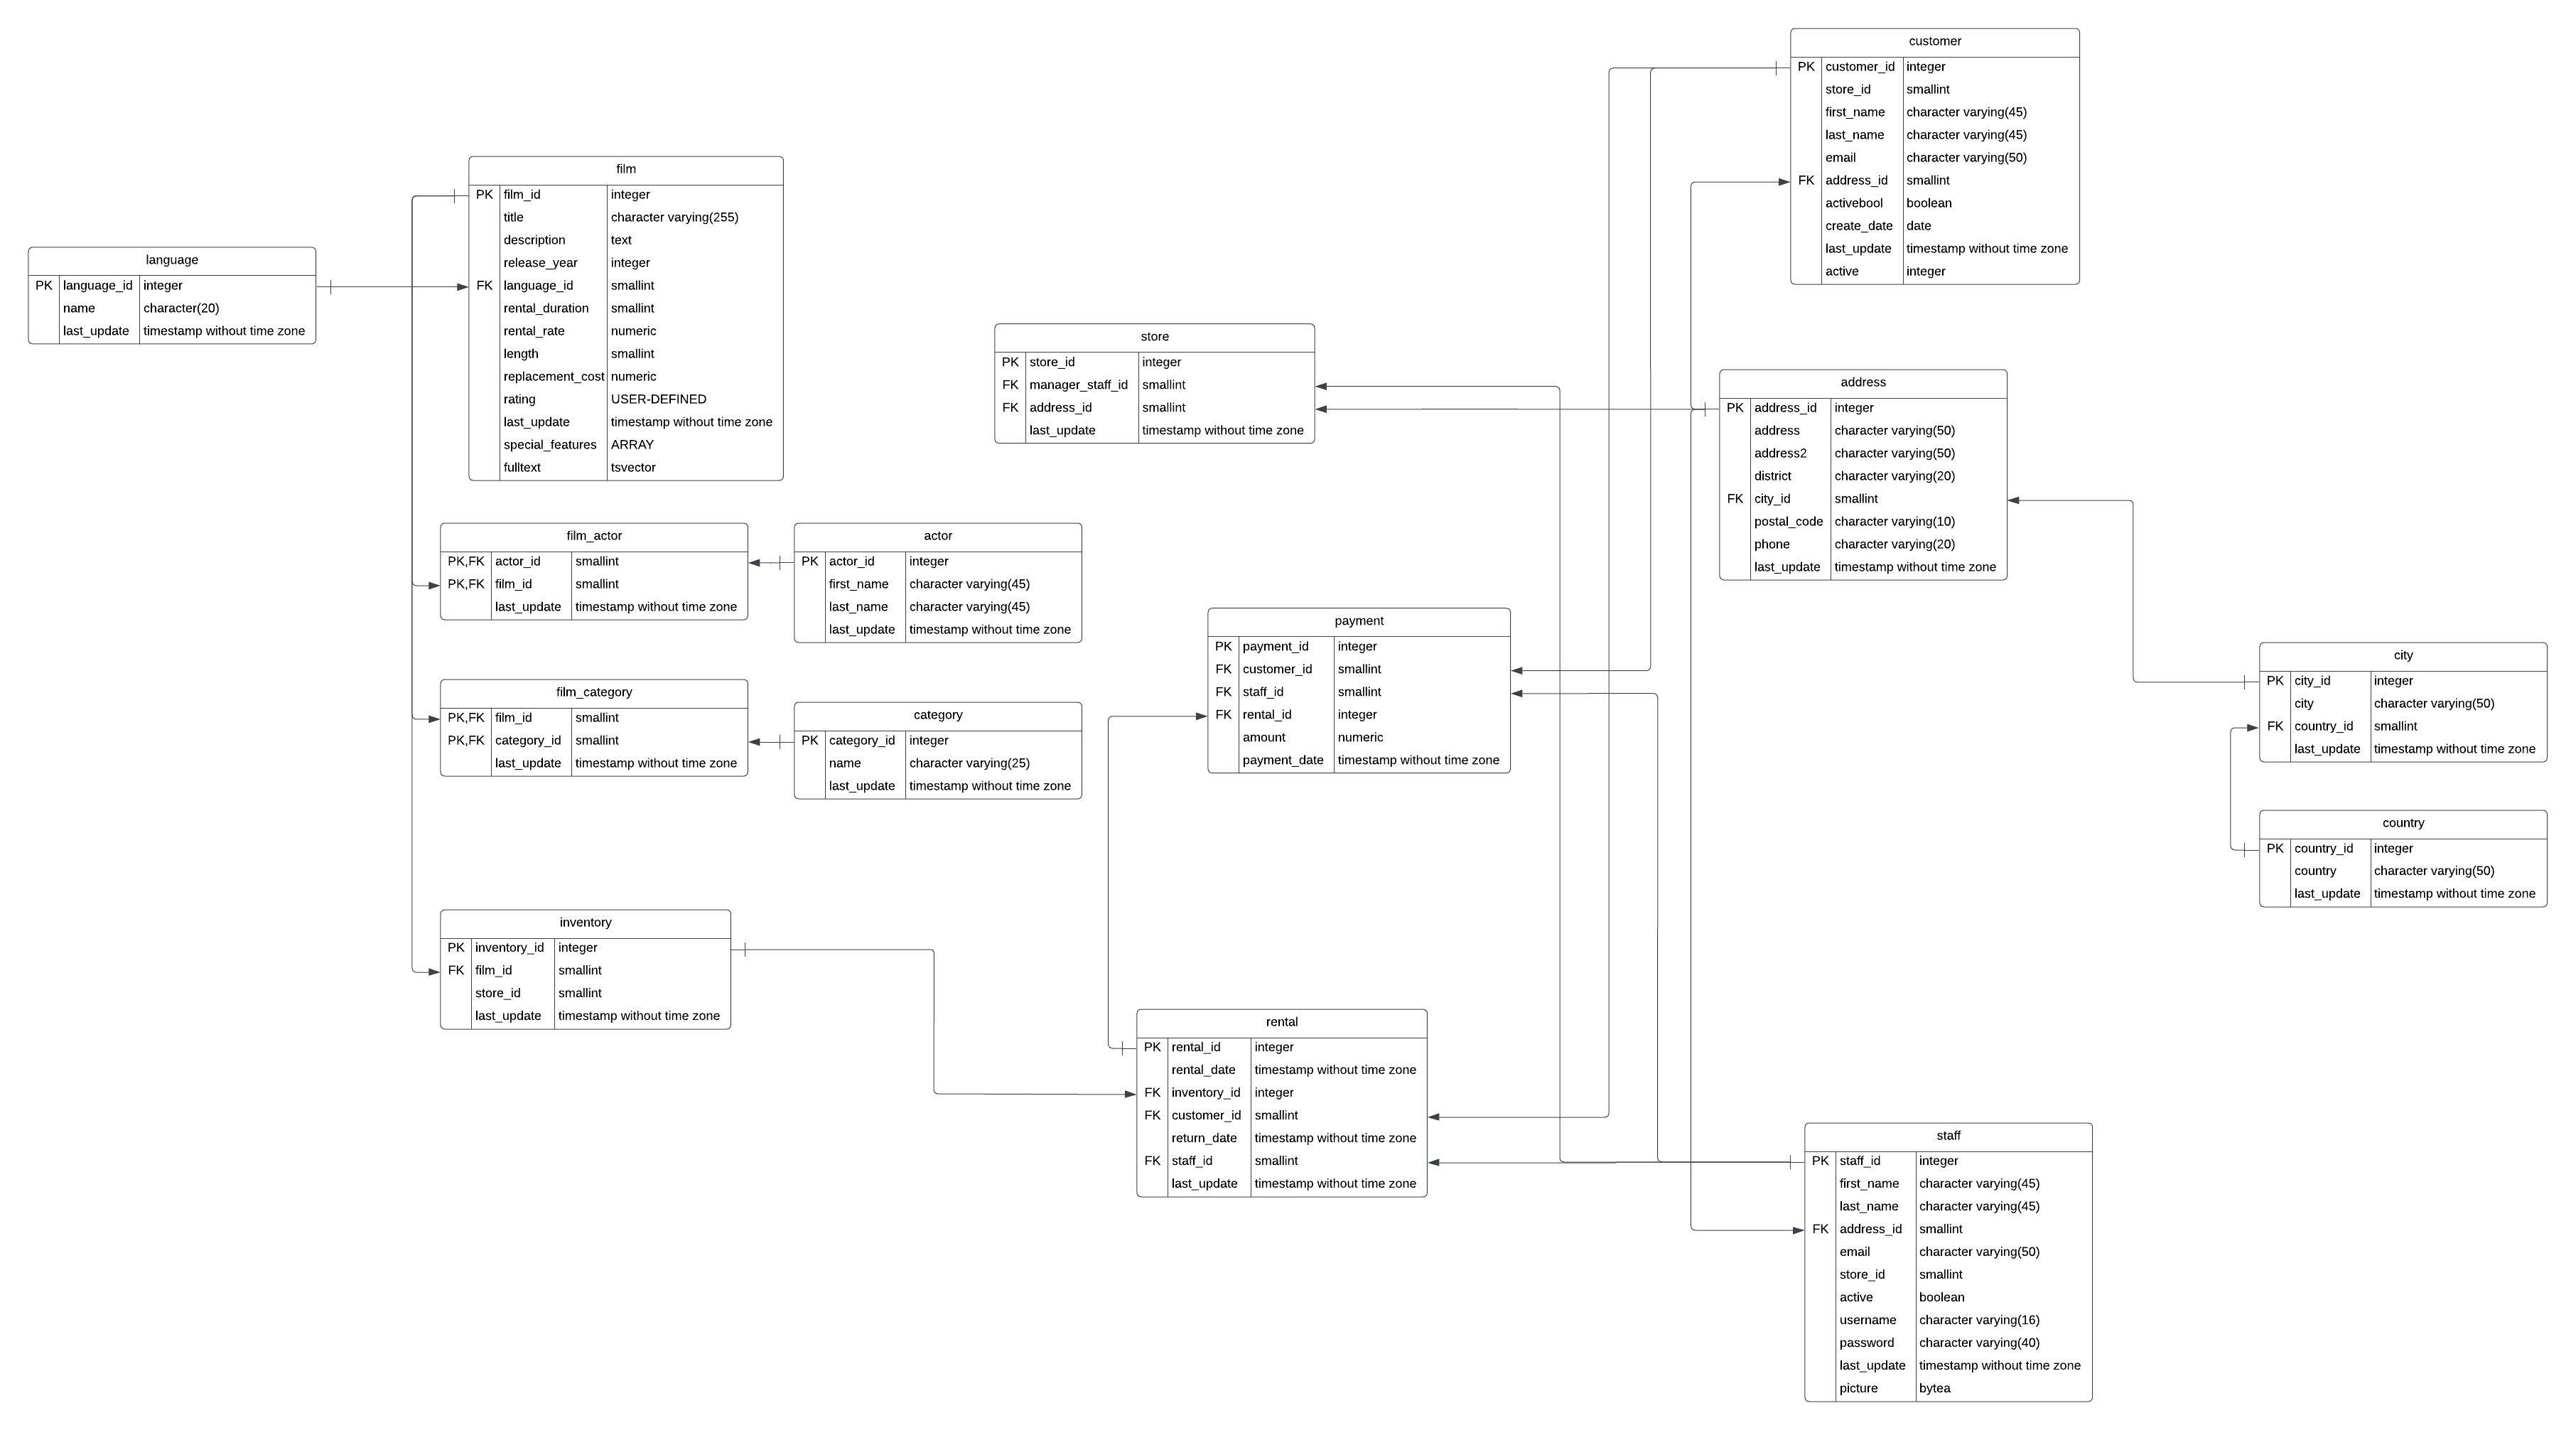 customer
PK customer_id integer
store_id smallint
first_name character varying(45)
last_name character varying(45)
email character varying(50)
FK address_id smallint
activebool boolean
create_date date
last_update timestamp without time zone
active integer
film
PK film_id integer
title character varying(255)
description text
release_year integer
FK language_id smallint
rental_duration smallint
rental_rate numeric
length smallint
replacement_cost numeric
rating USER-DEFINED
last_update timestamp without time zone
special_features ARRAY
fulltext tsvector
language
PK language_id integer
name character(20)
last_update timestamp without time zone
store
PK store_id integer
FK manager_staff_id smallint
FK address_id smallint
last_update timestamp without time zone
address
PK address_id integer
address character varying(50)
address2 character varying(50)
district character varying(20)
FK city_id smallint
postal_code character varying(10)
phone character varying(20)
last_update timestamp without time zone
film_actor
PK,FK actor_id smallint
PK,FK film_id smallint
last_update timestamp without time zone
actor
PK actor_id integer
first_name character varying(45)
last_name character varying(45)
last_update timestamp without time zone
payment
PK payment_id integer
FK customer_id smallint
FK staff_id smallint
FK rental_id integer
amount numeric
payment_date timestamp without time zone
city
PK city_id integer
city character varying(50)
FK country_id smallint
last_update timestamp without time zone
film_category
PK,FK film_id smallint
PK,FK category_id smallint
last_update timestamp without time zone
category
PK category_id integer
name character varying(25)
last_update timestamp without time zone
country
PK country_id integer
country character varying(50)
last_update timestamp without time zone
inventory
PK inventory_id integer
FK film_id smallint
store_id smallint
last_update timestamp without time zone
rental
PK rental_id integer
rental_date timestamp without time zone
FK inventory_id integer
FK customer_id smallint
return_date timestamp without time zone
FK staff_id smallint
last_update timestamp without time zone
staff
PK staff_id integer
first_name character varying(45)
last_name character varying(45)
FK address_id smallint
email character varying(50)
store_id smallint
active boolean
username character varying(16)
password character varying(40)
last_update timestamp without time zone
picture bytea